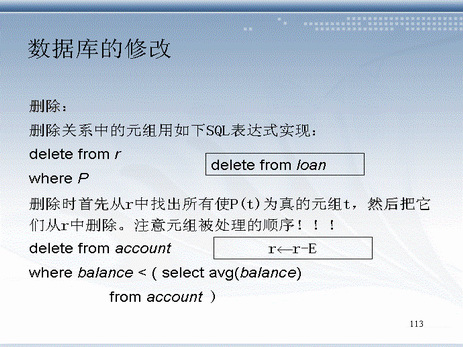 数据库的修改
删除：
删除关系中的元组用如下SQL表达式实现：
delete from r
delete from loan
where P
删除时首先从r中找出所有使P(t)为真的元组t，然后把它
们从r中删除。注意元组被处理的顺序！！！
delete from account
r←r-E
where balance < ( select avg(balance)
from account ）
113